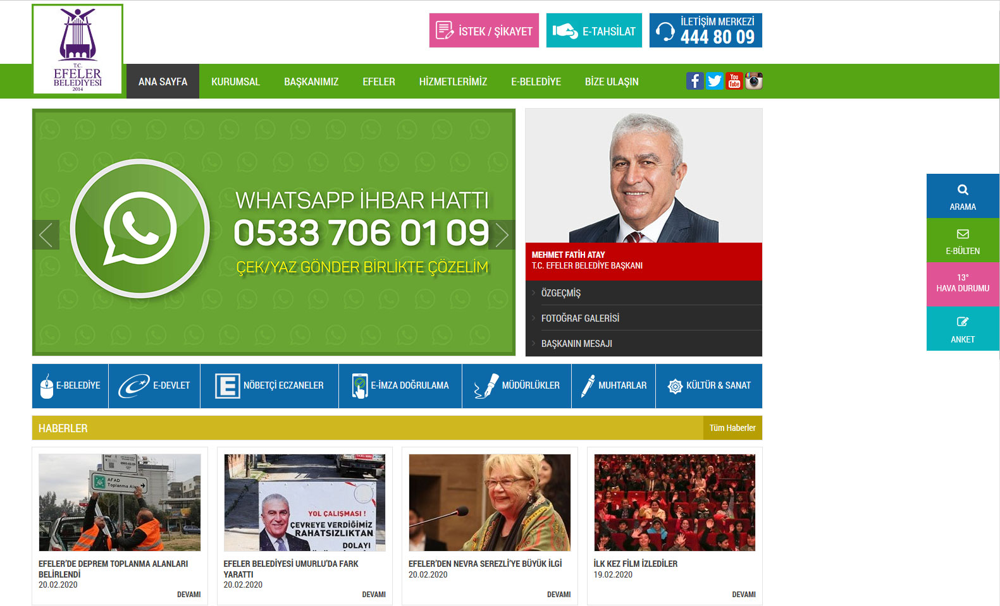 T.C.
EFELER
BELEDİYESİ
2014
İSTEK / ŞİKAYET
E-TAHSİLAT
İLETİŞİM MERKEZİ
444 80 09
ANA SAYFA
KURUMSAL
BAŞKANIMIZ
EFELER
HİZMETLERİMİZ
E-BELEDİYE
BİZE ULAŞIN
You
Tube
WHATSAPP İHBAR HATTI
0533 706 01 09
ÇEK/YAZ GÖNDER BİRLİKTE ÇÖZELİM
MEHMET FATİH ATAY
T.C. EFELER BELEDİYE BAŞKANI
ÖZGEÇMİŞ
FOTOĞRAF GALERİSİ
BAŞKANIN MESAJI
ARAMA
E-BÜLTEN
13°
HAVA DURUMU
ANKET
E-BELEDİYE
E-DEVLET
E
NÖBETÇİ ECZANELER
E-İMZA DOĞRULAMA
MÜDÜRLÜKLER
MUHTARLAR
KÜLTÜR & SANAT
HABERLER
Tüm Haberler
AFAD
Toplanma Alanı
YOL ÇALIŞMASI !
ÇEVREYE VERDİĞİMİZ
RAHATSIZLIKTAN
DOLAYI
EFELER'DE DEPREM TOPLANMA ALANLARI
BELİRLENDİ
20.02.2020
DEVAMI
EFELER BELEDİYESİ UMURLU'DA FARK
YARATTI
20.02.2020
DEVAMI
EFELER'DEN NEVRA SEREZLİ'YE BÜYÜK İLGİ
20.02.2020
DEVAMI
İLK KEZ FİLM İZLEDİLER
19.02.2020
DEVAMI